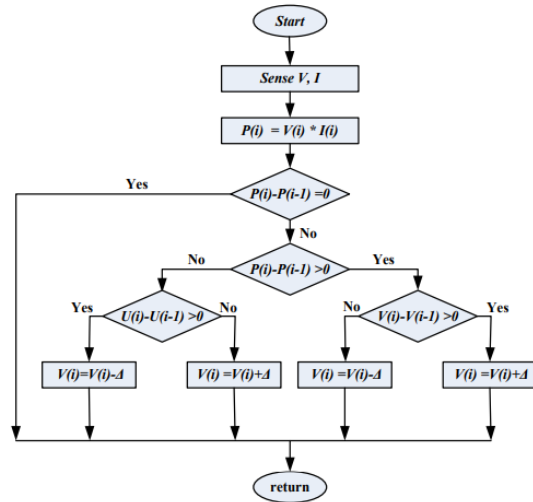 Start
Sense V, I
P(i) = V(i) * I(i)
Yes
P(i)-P(i-1) =0
No
No
P(i)-P(i-1) >0
Yes
Yes
U(i)-U(i-1) >0
No
No
V(i)-V(i-1) >0
Yes
V(i)=V(i)-Δ
V(i) =V(i)+Δ
V(i) =V(i)-Δ
V(i) =V(i)+Δ
return